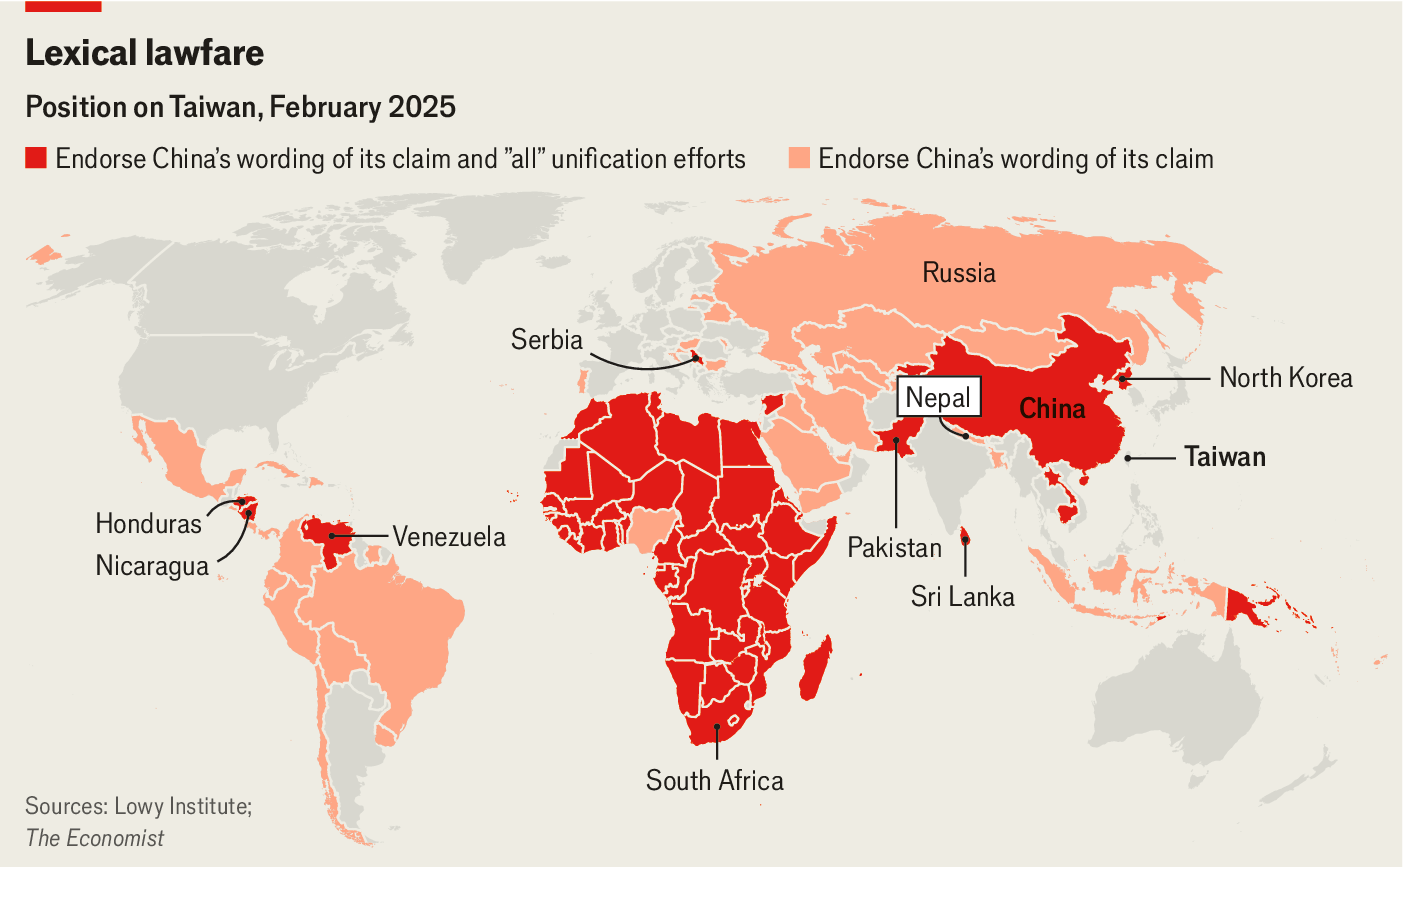 Lexical lawfare
Position on Taiwan, February 2025
Endorse China’s wording of its claim and ”all” unification efforts
Endorse China’s wording of its claim
Russia
Serbia
North Korea
Nepal
China
Taiwan
Honduras
Venezuela
Nicaragua
Pakistan
Sri Lanka
South Africa
Sources: Lowy Institute;
The Economist